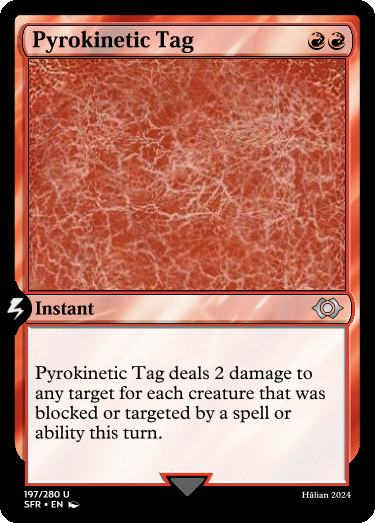 Pyrokinetic Tag
Instant
Pyrokinetic Tag deals 2 damage to
any target for each creature that was
blocked or targeted by a spell or
ability this turn.
197/280 U
SFR • EN
Hālian 2024